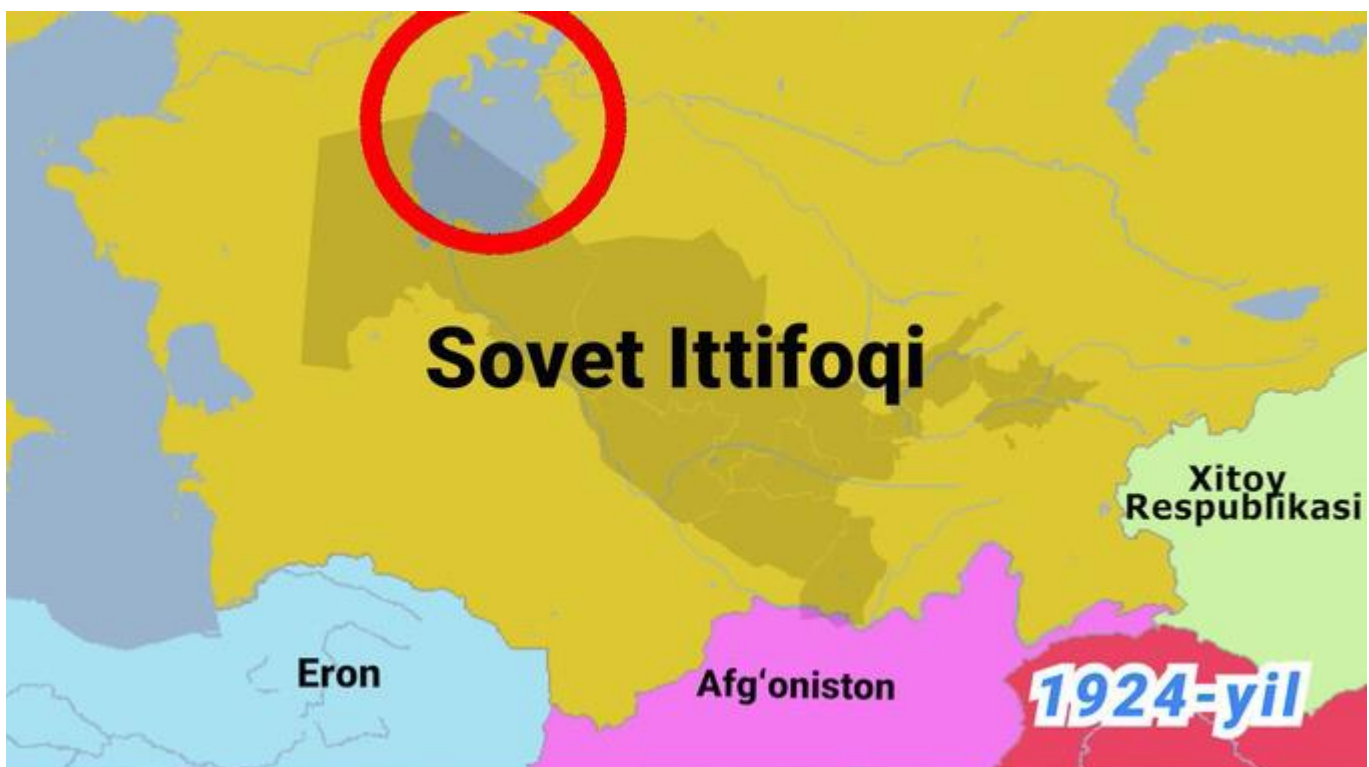 Sovet Ittifoqi
Xitoy
Respublikasi
Eron
Afg‘oniston
1924-yil